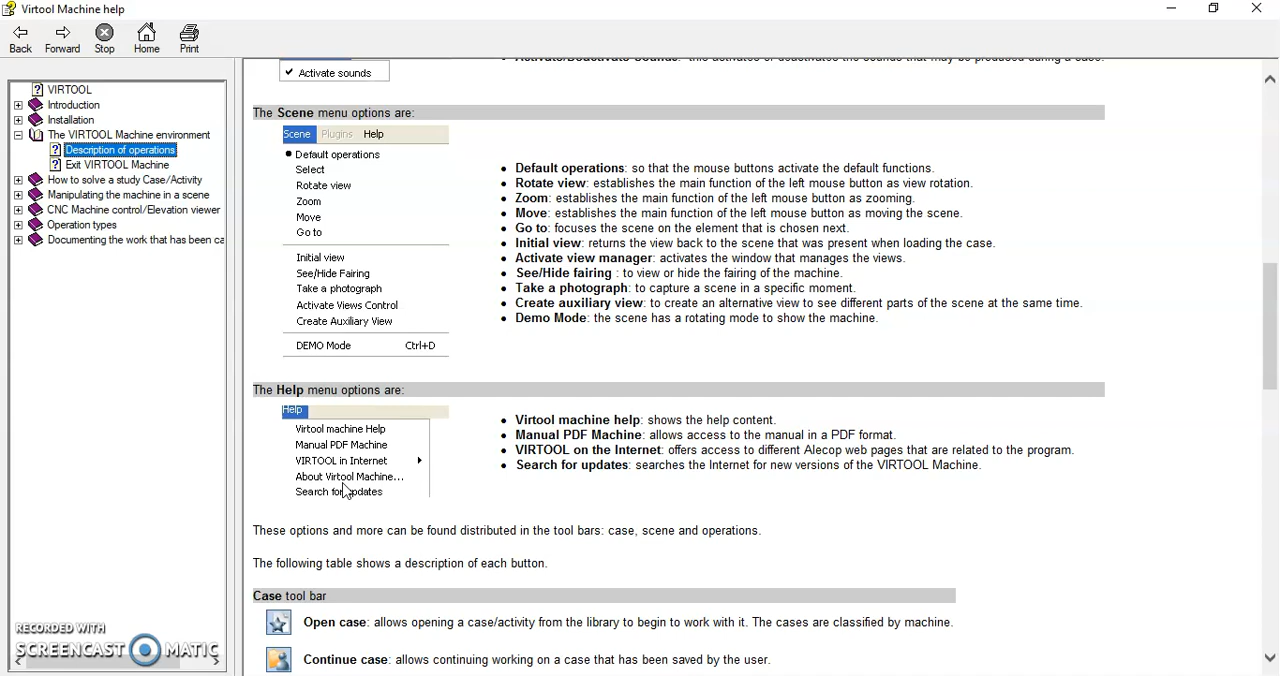 Virtool Machine help
Back Forward Stop Home Print
VIRTOOL
Introduction
Installation
The VIRTOOL Machine environment
Description of operations
Exit VIRTOOL Machine
How to solve a study Case/Activity
Manipulating the machine in a scene
CNC Machine control/Elevation viewer
Operation types
Documenting the work that has been ca
RECORDED WITH
SCREENCAST MATIC
Activate/Deactivate Sounds: this activates or deactivates the sounds that may be produced during a case.
Activate sounds
The Scene menu options are:
Scene Plugins Help
Default operations
Select
Rotate view
Zoom
Move
Go to
Initial view
See/Hide Fairing
Take a photograph
Activate Views Control
Create Auxiliary View
DEMO Mode Ctrl+D
• Default operations: so that the mouse buttons activate the default functions.
• Rotate view: establishes the main function of the left mouse button as view rotation.
• Zoom: establishes the main function of the left mouse button as zooming.
• Move: establishes the main function of the left mouse button as moving the scene.
• Go to: focuses the scene on the element that is chosen next.
• Initial view: returns the view back to the scene that was present when loading the case.
• Activate view manager: activates the window that manages the views.
• See/Hide fairing : to view or hide the fairing of the machine.
• Take a photograph: to capture a scene in a specific moment.
• Create auxiliary view: to create an alternative view to see different parts of the scene at the same time.
• Demo Mode: the scene has a rotating mode to show the machine.
The Help menu options are:
Help
Virtool machine Help
Manual PDF Machine
VIRTOOL in Internet
About Virtool Machine...
Search for updates
• Virtool machine help: shows the help content.
• Manual PDF Machine: allows access to the manual in a PDF format.
• VIRTOOL on the Internet: offers access to different Alecop web pages that are related to the program.
• Search for updates: searches the Internet for new versions of the VIRTOOL Machine.
These options and more can be found distributed in the tool bars: case, scene and operations.
The following table shows a description of each button.
Case tool bar
Open case: allows opening a case/activity from the library to begin to work with it. The cases are classified by machine.
Continue case: allows continuing working on a case that has been saved by the user.